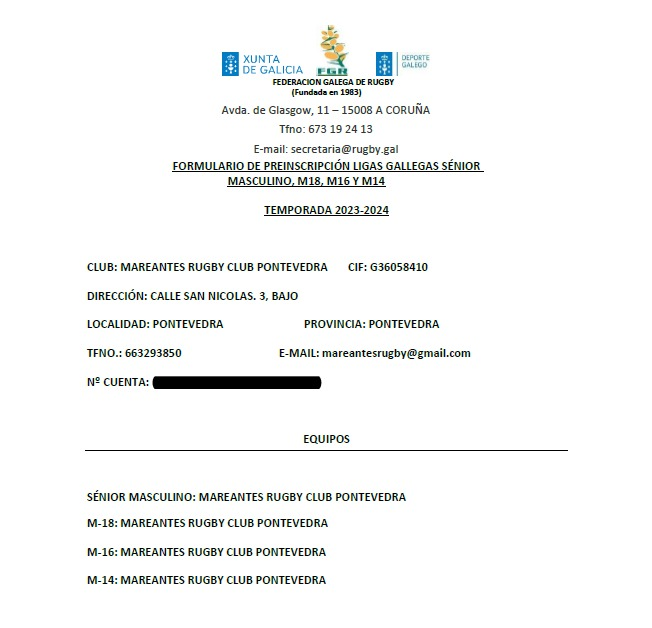 XUNTA
DE GALICIA
FGR
DEPORTE
GALEGO
FEDERACION GALEGA DE RUGBY
(Fundada en 1983)
Avda. de Glasgow, 11 – 15008 A CORUÑA
Tfno: 673 19 24 13
E-mail: secretaria@rugby.gal
FORMULARIO DE PREINSCRIPCIÓN LIGAS GALLEGAS SÉNIOR
MASCULINO, M18, M16 Y M14
TEMPORADA 2023-2024
CLUB: MAREANTES RUGBY CLUB PONTEVEDRA CIF: G36058410
DIRECCIÓN: CALLE SAN NICOLAS. 3, BAJO
LOCALIDAD: PONTEVEDRA PROVINCIA: PONTEVEDRA
TFNO.: 663293850 E-MAIL: mareantesrugby@gmail.com
Nº CUENTA:
EQUIPOS
SÉNIOR MASCULINO: MAREANTES RUGBY CLUB PONTEVEDRA
M-18: MAREANTES RUGBY CLUB PONTEVEDRA
M-16: MAREANTES RUGBY CLUB PONTEVEDRA
M-14: MAREANTES RUGBY CLUB PONTEVEDRA